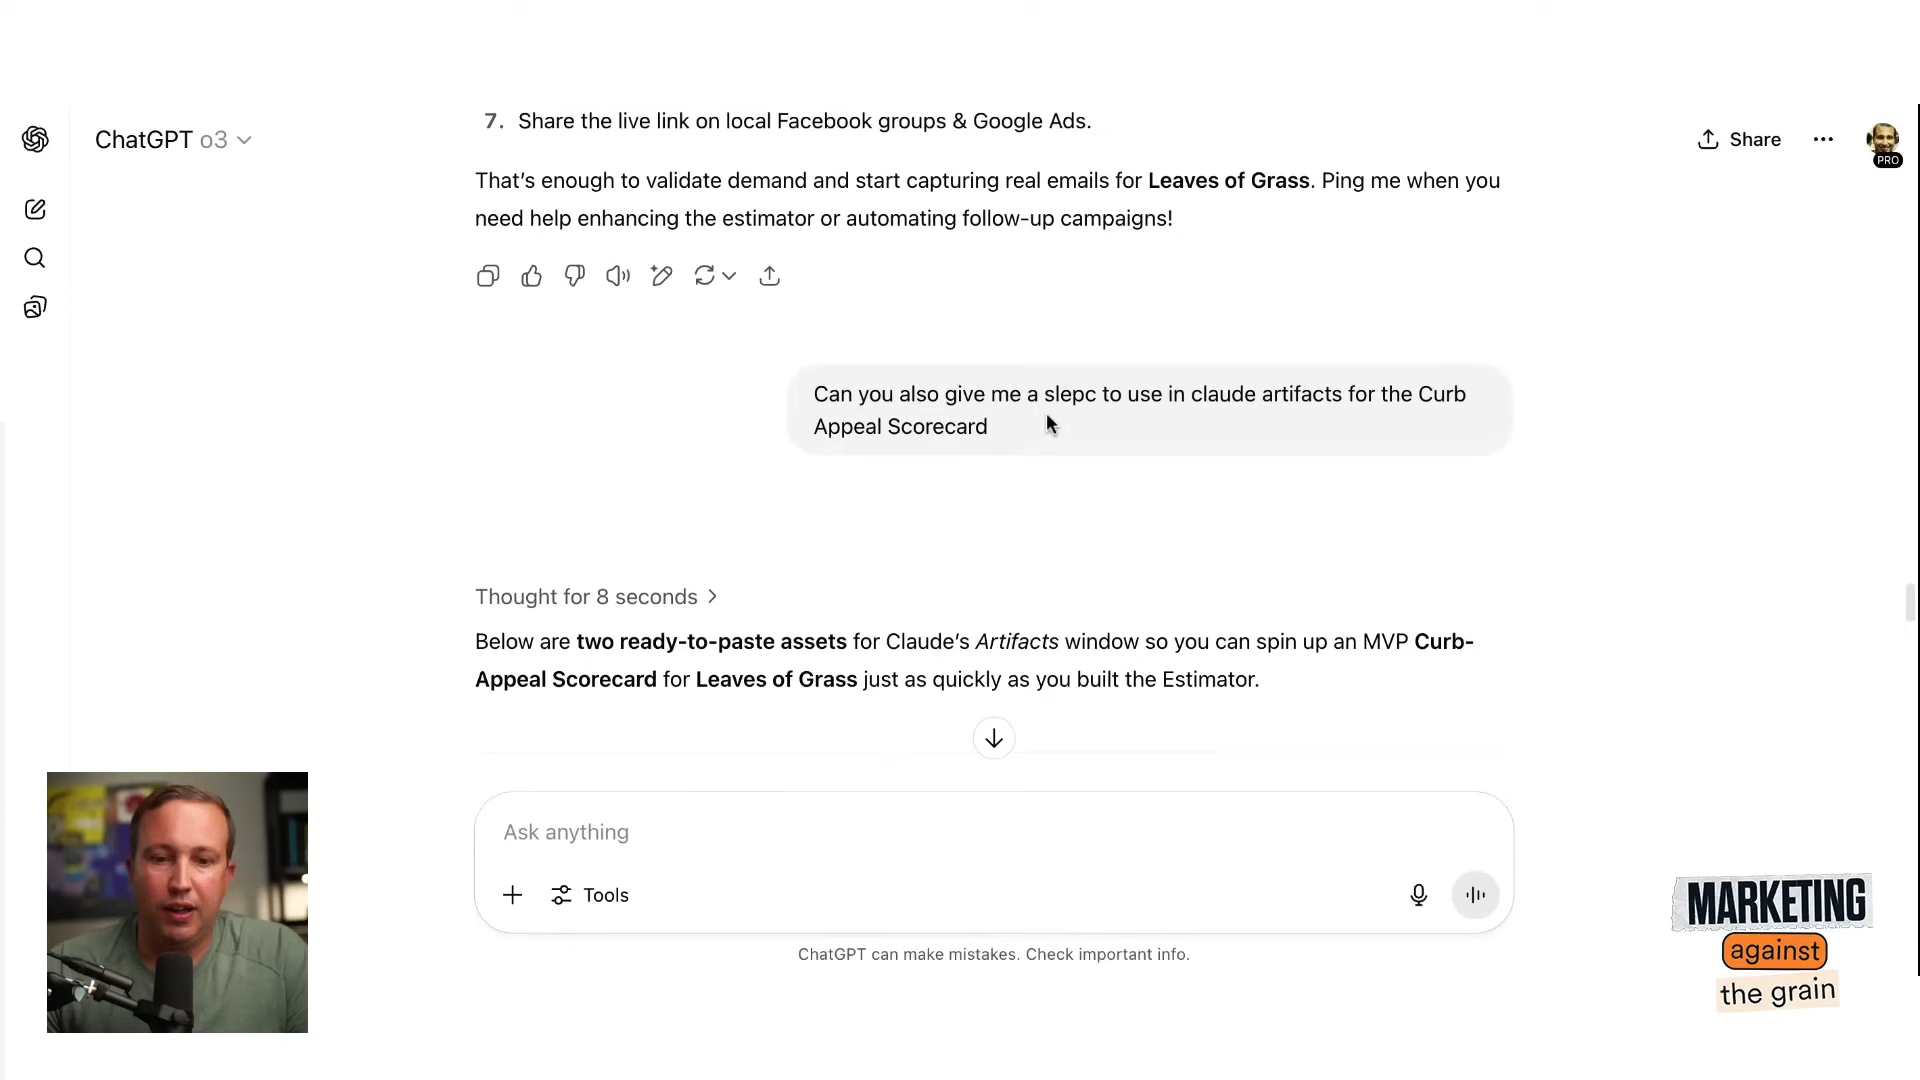 7. Share the live link on local Facebook groups & Google Ads.
ChatGPT o3
Share
PRO
That's enough to validate demand and start capturing real emails for Leaves of Grass. Ping me when you
need help enhancing the estimator or automating follow-up campaigns!
Can you also give me a slepc to use in claude artifacts for the Curb
Appeal Scorecard
Thought for 8 seconds
Below are two ready-to-paste assets for Claude's Artifacts window so you can spin up an MVP Curb-
Appeal Scorecard for Leaves of Grass just as quickly as you built the Estimator.
Ask anything
Tools
ChatGPT can make mistakes. Check important info.
MARKETING
against
the grain